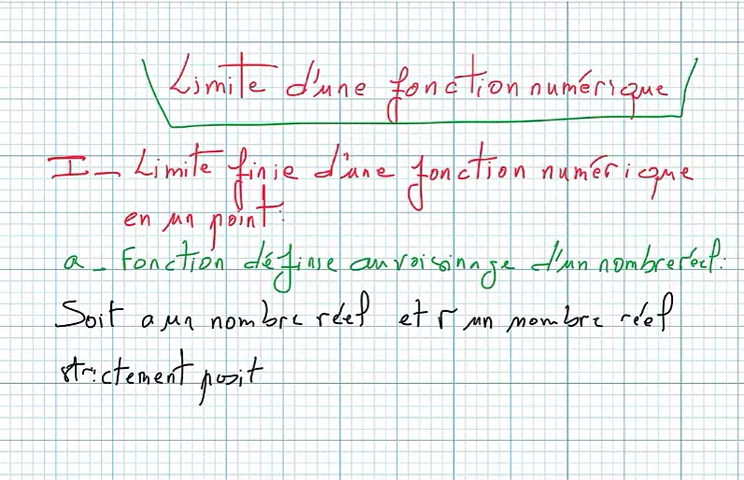 Limite d'une fonction numérique
I- Limite finie d'une fonction numérique
en un point:
a- Fonction définie au voisinage d'un nombre réel.
Soit a un nombre réel et r un nombre réel
strictement posit